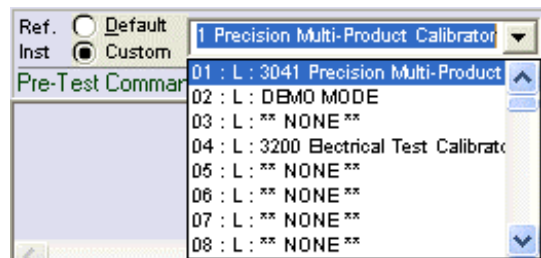 Ref. Default
Inst Custom
1 Precision Multi-Product Calibrator
Pre-Test Commar
01 : L : 3041 Precision Multi-Product
02 : L : DEMO MODE
03 : L : ** NONE **
04 : L : 3200 Electrical Test Calibrato
05 : L : ** NONE **
06 : L : ** NONE **
07 : L : ** NONE **
08 : L : ** NONE **